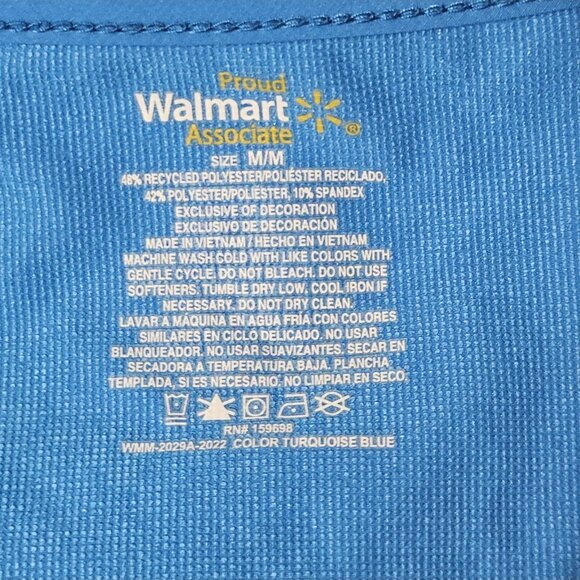 Proud
Walmart ®
Associate
SIZE M/M
48% RECYCLED POLYESTER/POLIÉSTER RECICLADO,
42% POLYESTER/POLIÉSTER, 10% SPANDEX
EXCLUSIVE OF DECORATION
EXCLUSIVO DE DECORACIÓN
MADE IN VIETNAM / HECHO EN VIETNAM
MACHINE WASH COLD WITH LIKE COLORS WITH
GENTLE CYCLE. DO NOT BLEACH. DO NOT USE
SOFTENERS. TUMBLE DRY LOW. COOL IRON IF
NECESSARY. DO NOT DRY CLEAN.
LAVAR A MÁQUINA EN AGUA FRÍA CON COLORES
SIMILARES EN CICLO DELICADO. NO USAR
BLANQUEADOR. NO USAR SUAVIZANTES. SECAR EN
SECADORA A TEMPERATURA BAJA. PLANCHA
TEMPLADA, SI ES NECESARIO. NO LIMPIAR EN SECO.
RN# 159698
WMM-2029A-2022 COLOR TURQUOISE BLUE